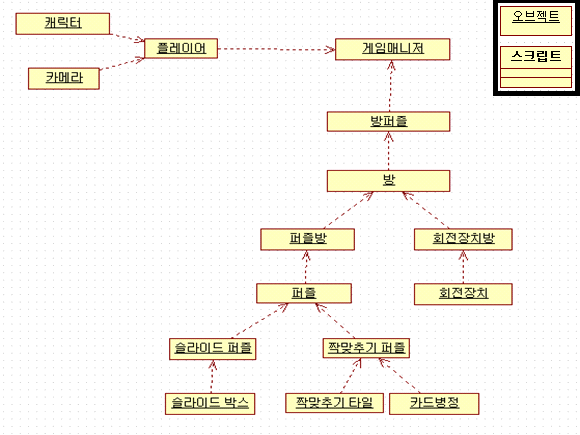 캐릭터
오브젝트
플레이어
게임매니저
스크립트
카메라
방퍼즐
방
퍼즐방
회전장치방
퍼즐
회전장치
슬라이드 퍼즐
짝맞추기 퍼즐
슬라이드 박스
짝맞추기 타일
카드병정